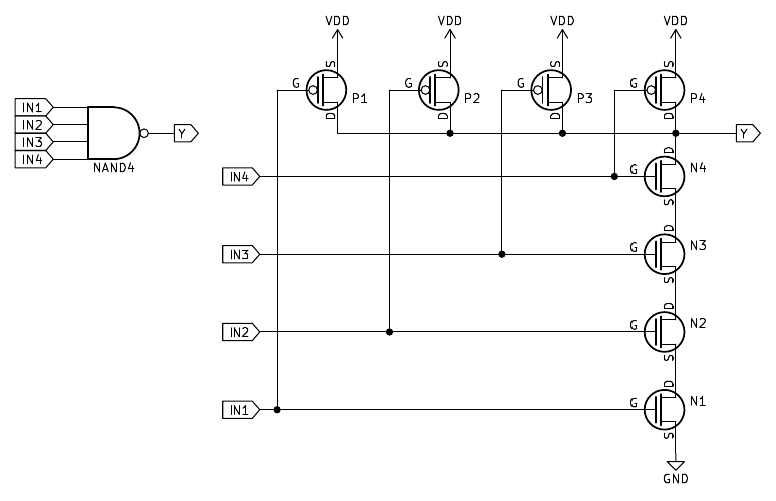 VDD VDD VDD VDD
S S S S
G P1 G P2 G P3 G P4
D D D D
IN1
IN2
IN3
IN4
Y
NAND4
Y
D
IN4 G N4
S
D
IN3 G N3
S
D
IN2 G N2
S
D
IN1 G N1
S
GND